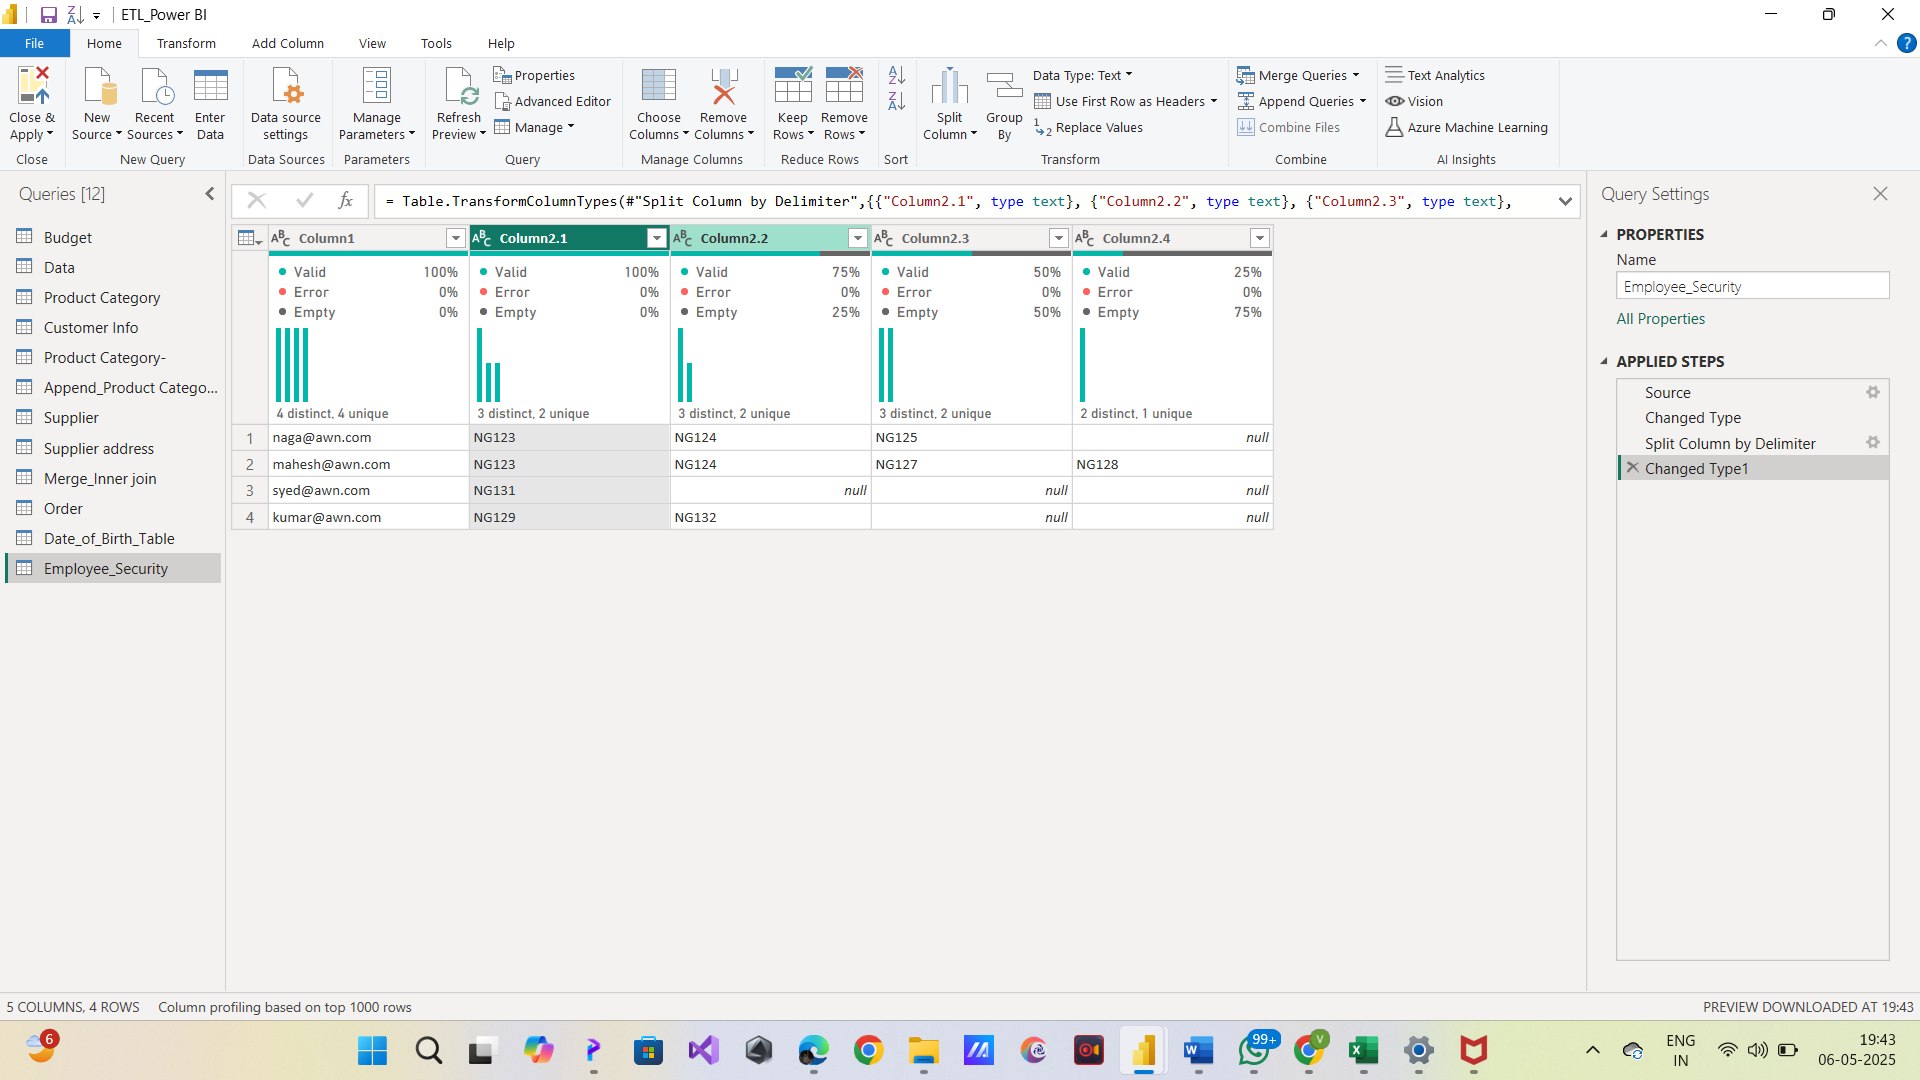 ETL_Power BI
File Home Transform Add Column View Tools Help
Close & Apply
Close
New Source
Recent Sources
Enter Data
New Query
Data source settings
Data Sources
Manage Parameters
Parameters
Refresh Preview
Properties
Advanced Editor
Manage
Query
Choose Columns
Remove Columns
Manage Columns
Keep Rows
Remove Rows
Reduce Rows
Sort
Split Column
Group By
Data Type: Text
Use First Row as Headers
Replace Values
Transform
Merge Queries
Append Queries
Combine Files
Combine
Text Analytics
Vision
Azure Machine Learning
AI Insights
Queries [12]
Budget
Data
Product Category
Customer Info
Product Category-
Append_Product Catego...
Supplier
Supplier address
Merge_Inner join
Order
Date_of_Birth_Table
Employee_Security
fx
= Table.TransformColumnTypes(#"Split Column by Delimiter",{{"Column2.1", type text}, {"Column2.2", type text}, {"Column2.3", type text},
Column1 Column2.1 Column2.2 Column2.3 Column2.4
Valid 100% Valid 100% Valid 75% Valid 50% Valid 25%
Error 0% Error 0% Error 0% Error 0% Error 0%
Empty 0% Empty 0% Empty 25% Empty 50% Empty 75%
4 distinct, 4 unique 3 distinct, 2 unique 3 distinct, 2 unique 3 distinct, 2 unique 2 distinct, 1 unique
1 naga@awn.com NG123 NG124 NG125 null
2 mahesh@awn.com NG123 NG124 NG127 NG128
3 syed@awn.com NG131 null null null
4 kumar@awn.com NG129 NG132 null null
Query Settings
PROPERTIES
Name
Employee_Security
All Properties
APPLIED STEPS
Source
Changed Type
Split Column by Delimiter
Changed Type1
5 COLUMNS, 4 ROWS Column profiling based on top 1000 rows
PREVIEW DOWNLOADED AT 19:43
6
99+
V
ENG
IN
19:43
06-05-2025